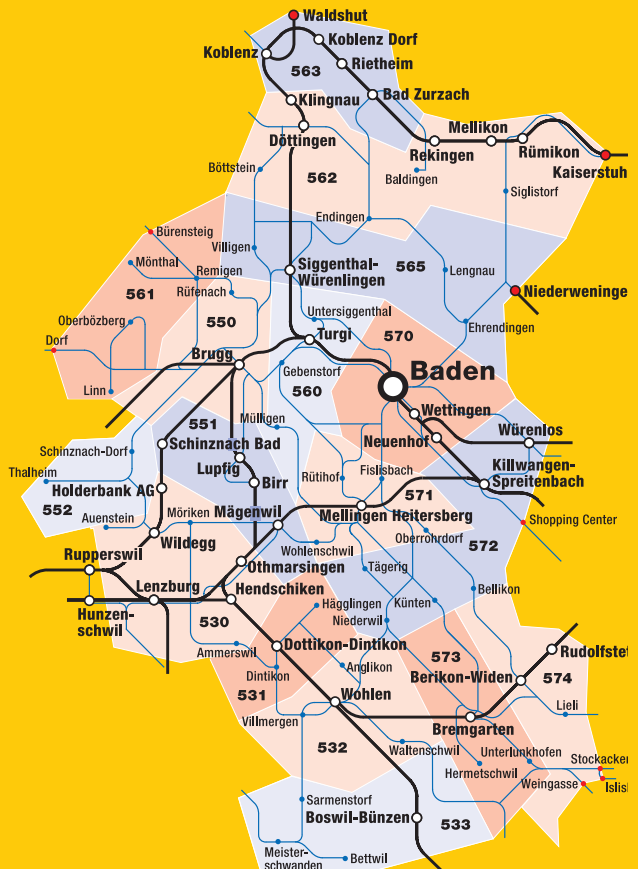 Waldshut
Koblenz Dorf
Koblenz
Rietheim
563
Bad Zurzach
Klingnau
Mellikon
Döttingen
Rekingen
Rümikon
Kaiserstuh
Böttstein
562
Baldingen
Siglistorf
Endingen
Bürensteig
Villigen
Mönthal
Remigen
Siggenthal-
Würenlingen
565
Lengnau
561
Rüfenach
Niederweninge
550
Untersiggenthal
Oberbözberg
570
Ehrendingen
Turgi
Dorf
Brugg
Gebenstorf
Baden
Linn
560
Wettingen
551
Mülligen
Neuenhof
Würenlos
Schinznach Bad
Schinznach-Dorf
Lupfig
Killwangen-
Spreitenbach
Thalheim
Rütihof
Fislisbach
Birr
Holderbank AG
571
552
Mägenwil
Mellingen Heitersberg
Möriken
Auenstein
Shopping Center
Oberrohrdorf
Wildegg
Wohlenschwil
572
Rupperswil
Othmarsingen
Tägerig
Lenzburg
Hendschiken
Bellikon
Hägglingen
Künten
Hunzen-
schwil
530
Niederwil
Ammerswil
Dottikon-Dintikon
Rudolfstet
573
Dintikon
Anglikon
Berikon-Widen
574
531
Wohlen
Villmergen
Bremgarten
Lieli
532
Waltenschwil
Unterlunkhofen
Stockacker
Hermetschwil
Weingasse
Islisb
Sarmenstorf
Boswil-Bünzen
533
Meister-
schwanden
Bettwil